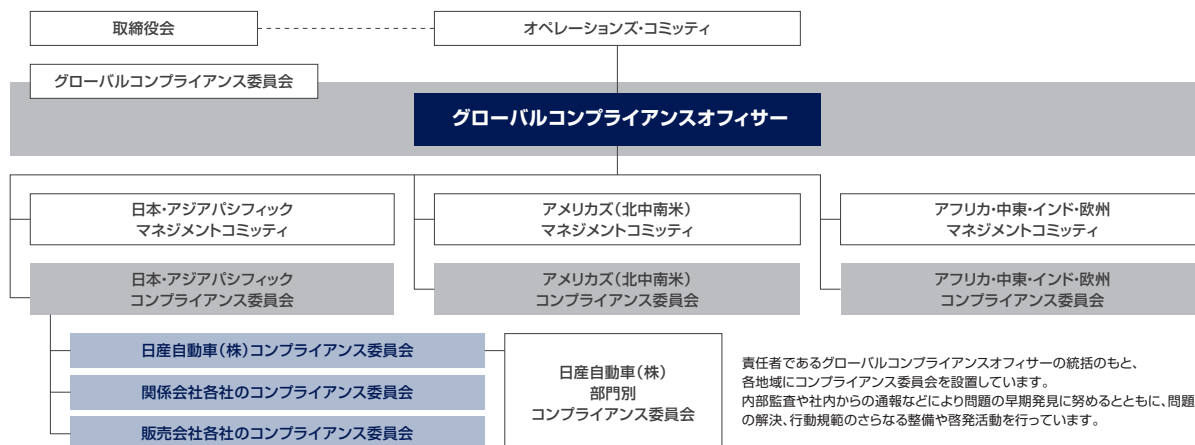 取締役会
オペレーションズ・コミッティ
グローバルコンプライアンス委員会
グローバルコンプライアンスオフィサー
日本・アジアパシフィック
マネジメントコミッティ
アメリカズ（北中南米）
マネジメントコミッティ
アフリカ・中東・インド・欧州
マネジメントコミッティ
日本・アジアパシフィック
コンプライアンス委員会
アメリカズ（北中南米）
コンプライアンス委員会
アフリカ・中東・インド・欧州
コンプライアンス委員会
日産自動車（株）コンプライアンス委員会
関係会社各社のコンプライアンス委員会
販売会社各社のコンプライアンス委員会
日産自動車（株）
部門別
コンプライアンス委員会
責任者であるグローバルコンプライアンスオフィサーの統括のもと、
各地域にコンプライアンス委員会を設置しています。
内部監査や社内からの通報などにより問題の早期発見に努めるとともに、問題
の解決、行動規範のさらなる整備や啓発活動を行っています。